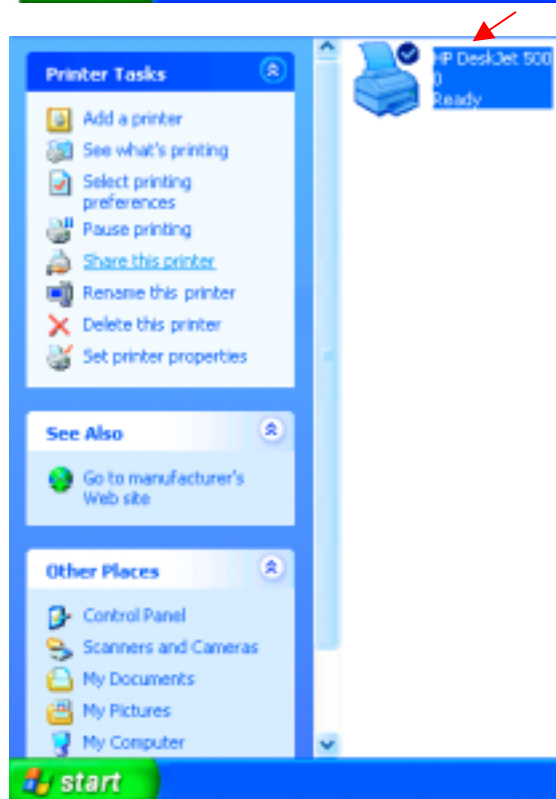 Printer Tasks
Add a printer
See what's printing
Select printing
preferences
Pause printing
Share this printer
Rename this printer
Delete this printer
Set printer properties
See Also
Go to manufacturer's
Web site
Other Places
Control Panel
Scanners and Cameras
My Documents
My Pictures
My Computer
HP DeskJet 500
0
Ready
start